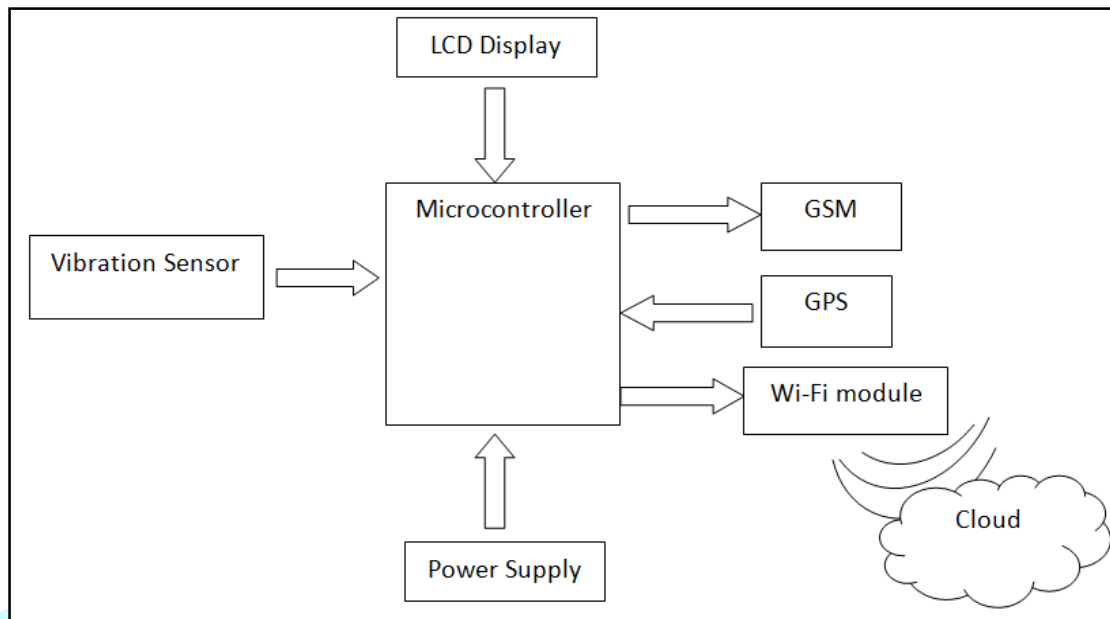 LCD Display
Microcontroller
GSM
Vibration Sensor
GPS
Wi-Fi module
Cloud
Power Supply